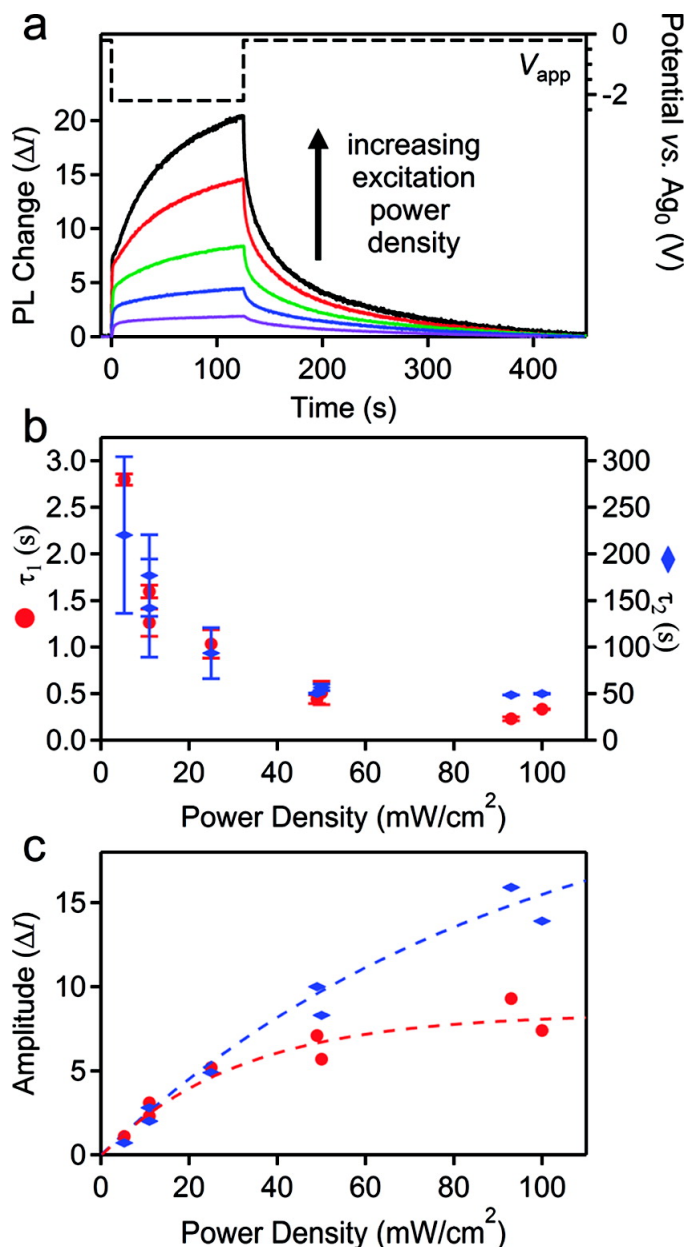 a
0
-2
Potential vs. Ag₀ (V)
V_app
20
15
10
5
0
PL Change (ΔI)
increasing
excitation
power
density
0 100 200 300 400
Time (s)
b
3.0
2.5
2.0
1.5
1.0
0.5
0.0
τ₁ (s)
300
250
200
150
100
50
0
τ₂ (s)
0 20 40 60 80 100
Power Density (mW/cm²)
c
15
10
5
0
Amplitude (ΔI)
0 20 40 60 80 100
Power Density (mW/cm²)